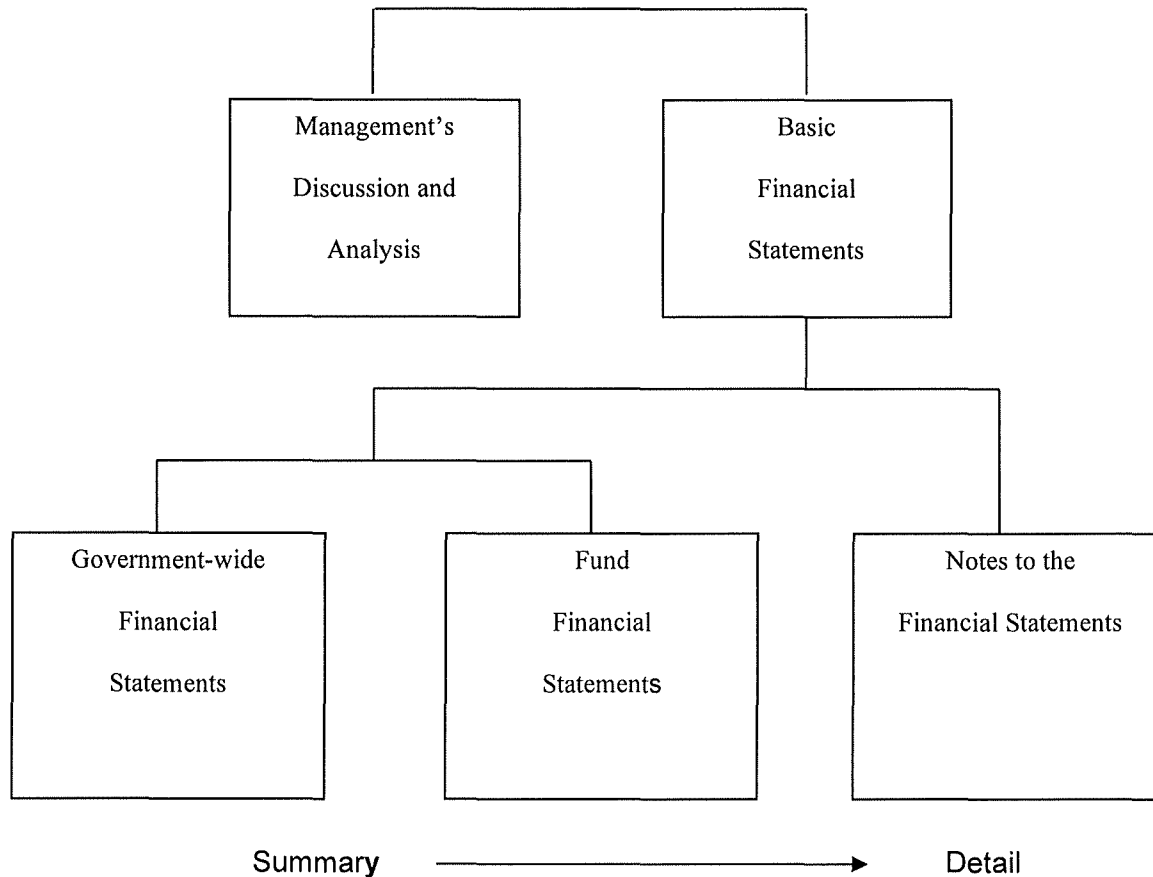 Management’s
Discussion and
Analysis
Basic
Financial
Statements
Government-wide
Financial
Statements
Fund
Financial
Statements
Notes to the
Financial Statements
Summary
Detail